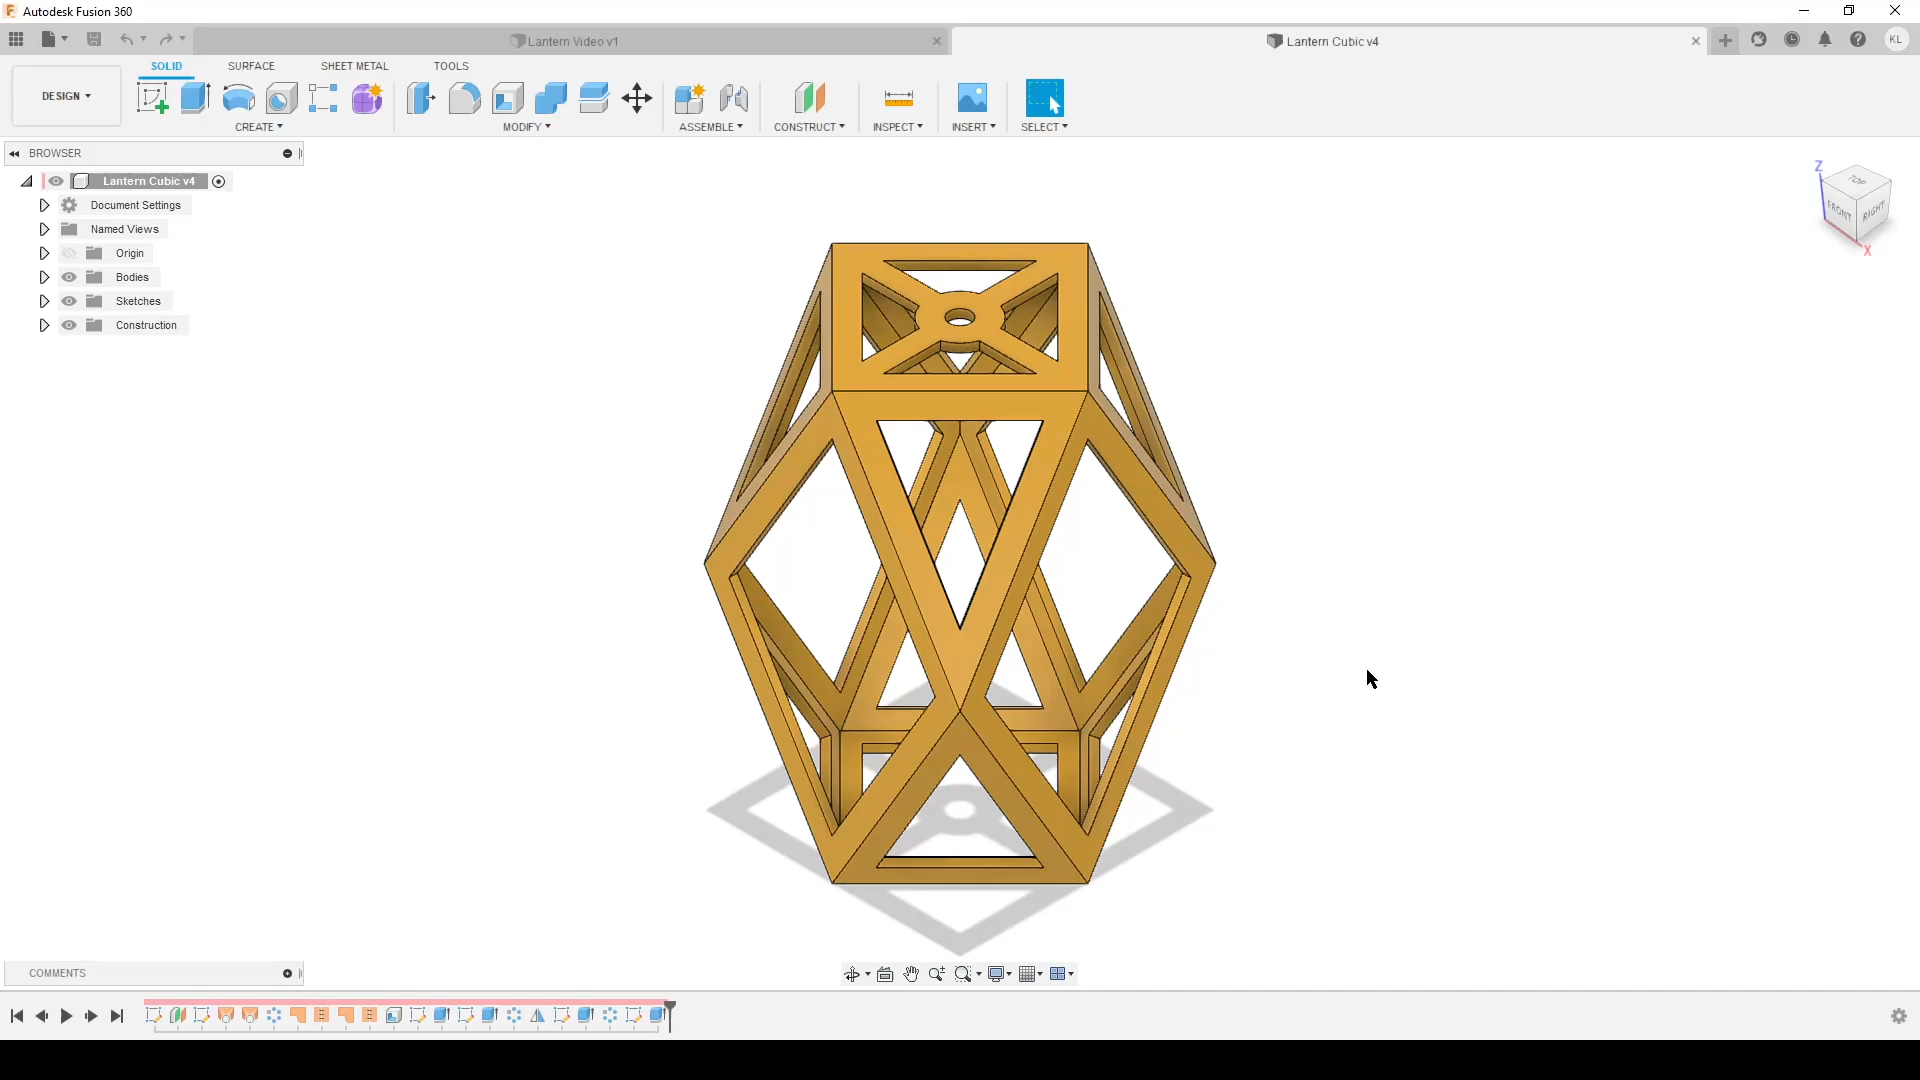 Autodesk Fusion 360
Lantern Video v1
Lantern Cubic v4
KL
DESIGN
SOLID
SURFACE
SHEET METAL
TOOLS
CREATE
MODIFY
ASSEMBLE
CONSTRUCT
INSPECT
INSERT
SELECT
BROWSER
Lantern Cubic v4
Document Settings
Named Views
Origin
Bodies
Sketches
Construction
Z
TOP
FRONT
RIGHT
X
COMMENTS